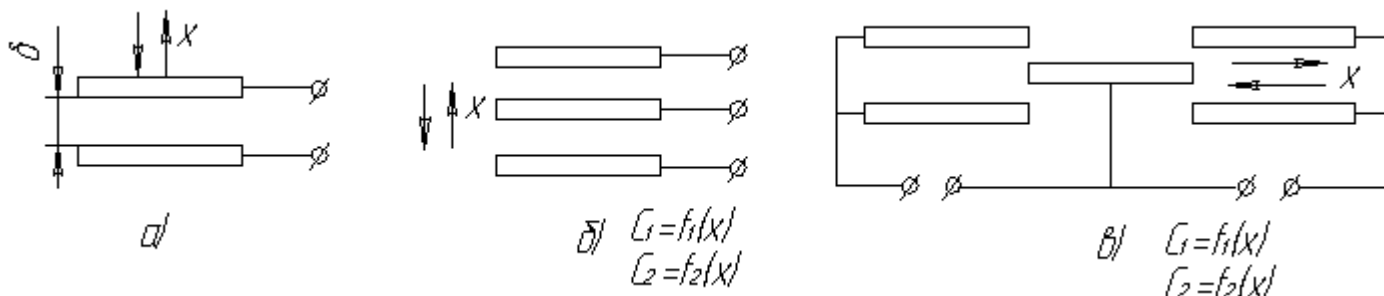 δ
X
а)
X
б) C₁=f₁(x)
C₂=f₂(x)
X
в) C₁=f₁(x)
C₂=f₂(x)